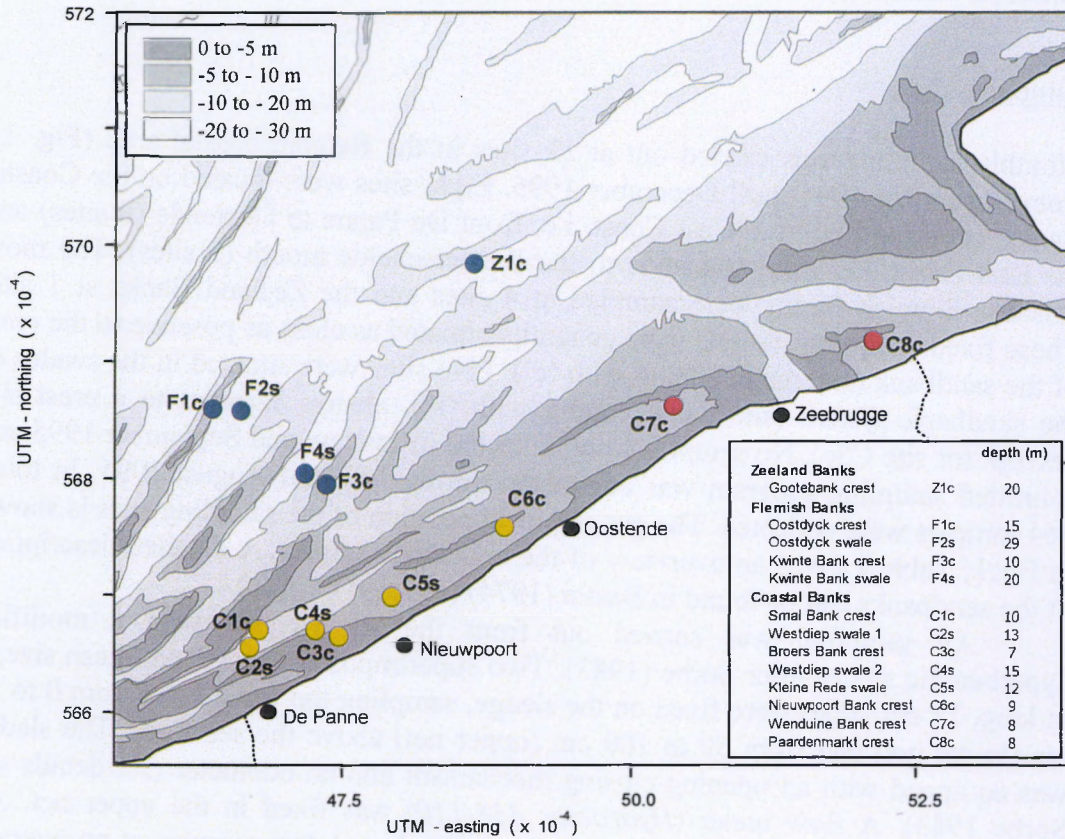 572
570
568
566
UTM - northing ( x 10⁻⁴)
0 to -5 m
-5 to - 10 m
-10 to - 20 m
-20 to - 30 m
Z1c
C8c
F2s
F1c
C7c
Zeebrugge
F4s
F3c
C6c
Oostende
C5s
C1c
C4s
C3c
C2s
Nieuwpoort
De Panne
depth (m)
Zeeland Banks
Gootebank crest Z1c 20
Flemish Banks
Oostdyck crest F1c 15
Oostdyck swale F2s 29
Kwinte Bank crest F3c 10
Kwinte Bank swale F4s 20
Coastal Banks
Smal Bank crest C1c 10
Westdiep swale 1 C2s 13
Broers Bank crest C3c 7
Westdiep swale 2 C4s 15
Kleine Rede swale C5s 12
Nieuwpoort Bank crest C6c 9
Wenduine Bank crest C7c 8
Paardenmarkt crest C8c 8
47.5
50.0
52.5
UTM - easting ( x 10⁻⁴)